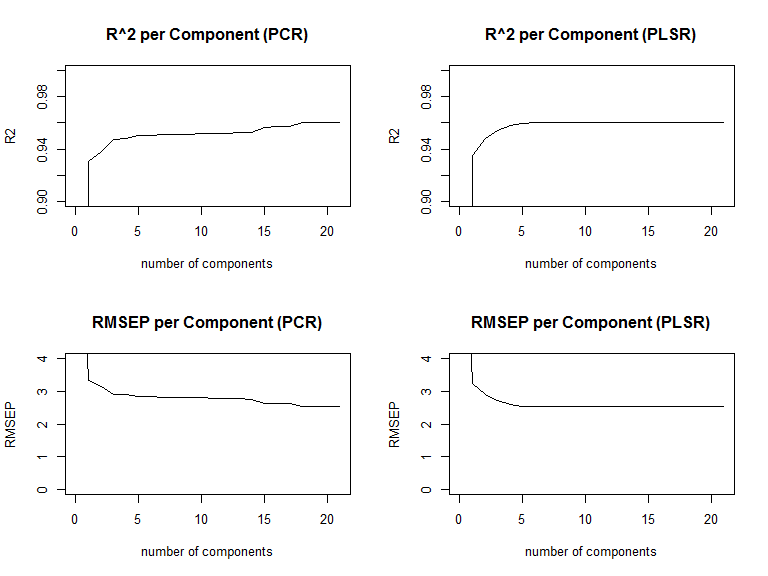 R^2 per Component (PCR)
R2
0.90 0.94 0.98
0 5 10 15 20
number of components
R^2 per Component (PLSR)
R2
0.90 0.94 0.98
0 5 10 15 20
number of components
RMSEP per Component (PCR)
RMSEP
0 1 2 3 4
0 5 10 15 20
number of components
RMSEP per Component (PLSR)
RMSEP
0 1 2 3 4
0 5 10 15 20
number of components